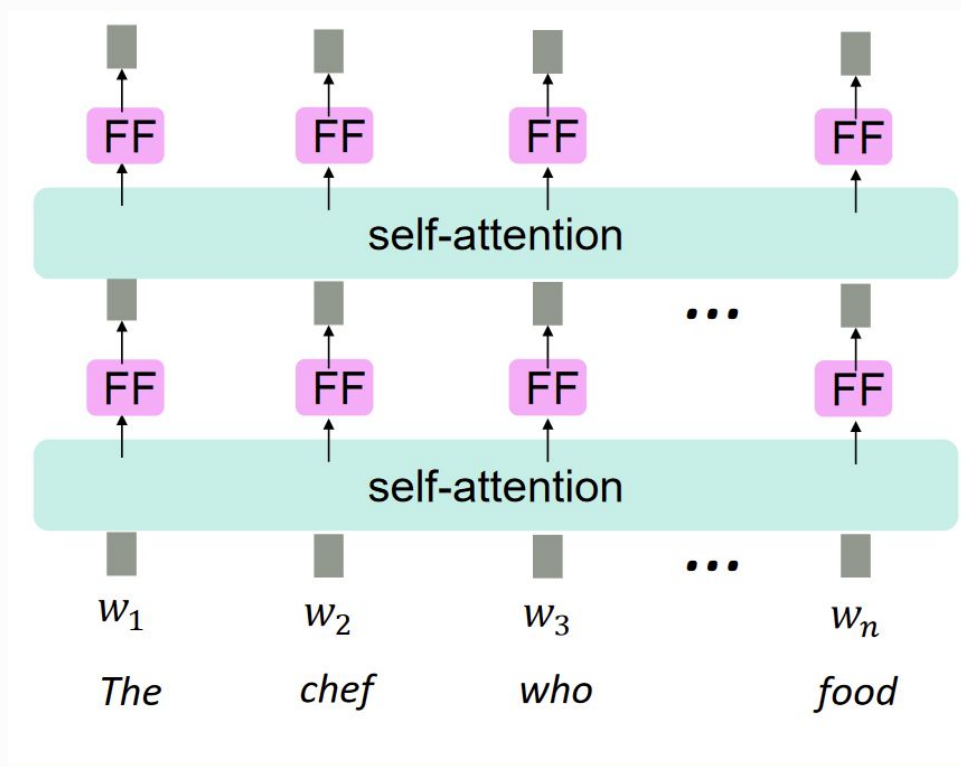 FF FF FF FF
self-attention
...
FF FF FF FF
self-attention
...
w₁ w₂ w₃ wₙ
The chef who food